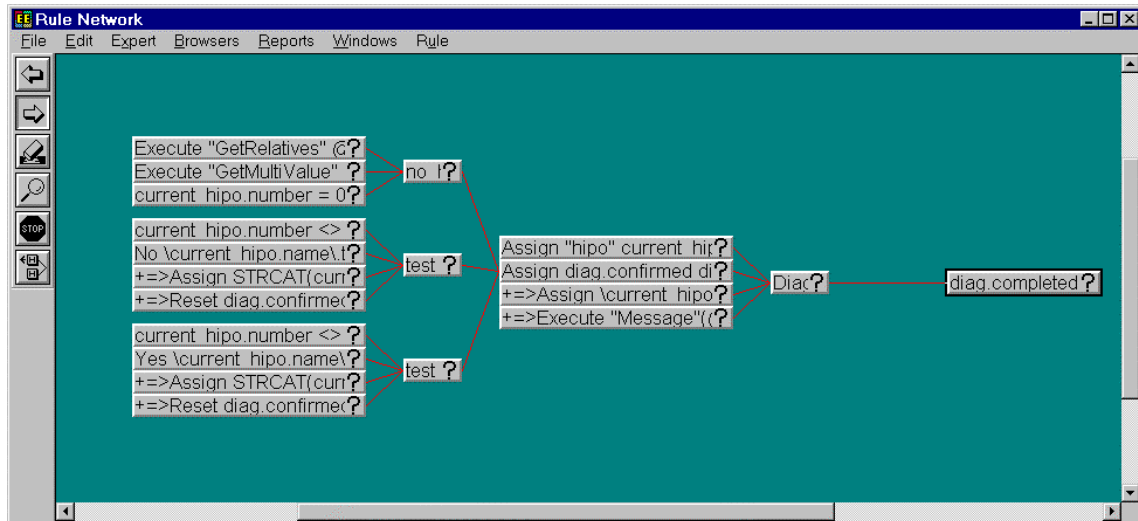 EE Rule Network
File Edit Expert Browsers Reports Windows Rule
Execute "GetRelatives" @?
Execute "GetMultiValue" ?
current_hipo.number = 0?
no ?
current_hipo.number <> ?
No \current_hipo.name\.t?
+=>Assign STRCAT(curr?
+=>Reset diag.confirmed?
test ?
current_hipo.number <> ?
Yes \current_hipo.name\?
+=>Assign STRCAT(curr?
+=>Reset diag.confirmed?
test ?
Assign "hipo" current_hip?
Assign diag.confirmed di?
+=>Assign \current_hipo?
+=>Execute "Message"(?
Diag?
diag.completed?
STOP